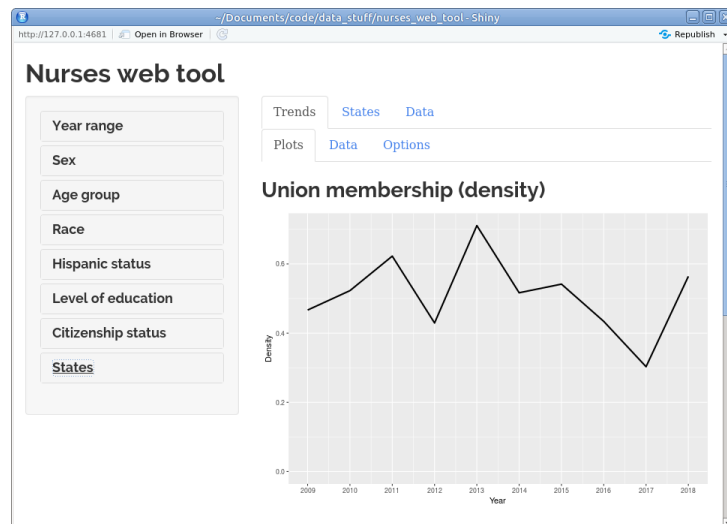 ~/Documents/code/data_stuff/nurses_web_tool - Shiny
http://127.0.0.1:4681 Open in Browser Republish
Nurses web tool
Year range
Sex
Age group
Race
Hispanic status
Level of education
Citizenship status
States
Trends States Data
Plots Data Options
Union membership (density)
0.6
0.4
0.2
0.0
Density
2009 2010 2011 2012 2013 2014 2015 2016 2017 2018
Year